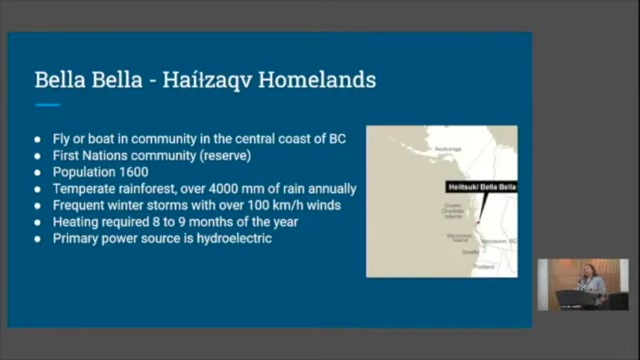 Bella Bella - Haíɫzaqv Homelands
● Fly or boat in community in the central coast of BC
● First Nations community (reserve)
● Population 1600
● Temperate rainforest, over 4000 mm of rain annually
● Frequent winter storms with over 100 km/h winds
● Heating required 8 to 9 months of the year
● Primary power source is hydroelectric
Anchorage
Heiltsuk/ Bella Bella
Queen
Charlotte
Islands
Vancouver
Island
Vancouver, BC
Seattle
Portland